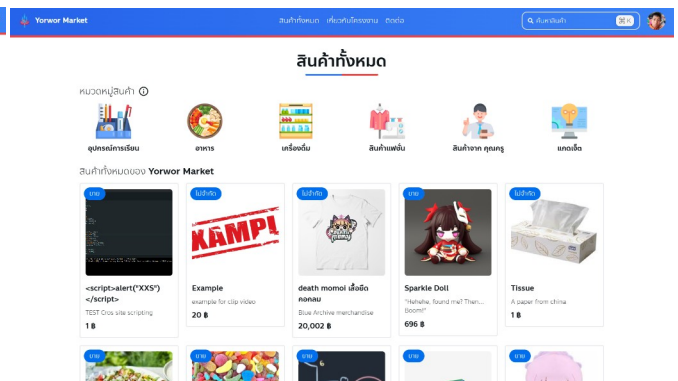 Yorwor Market
สินค้าทั้งหมด เกี่ยวกับโครงงาน ติดต่อ
ค้นหาสินค้า
⌘ K
สินค้าทั้งหมด
หมวดหมู่สินค้า
อุปกรณ์การเรียน
อาหาร
เครื่องดื่ม
สินค้าแฟชั่น
สินค้าจาก คุณครู
แกดเจ็ต
สินค้าทั้งหมดของ Yorwor Market
ขาย
<script>alert("XXS")
</script>
TEST Cros site scripting
1 ฿
ไม่จำกัด
XAMPL
Example
example for clip video
20 ฿
ไม่จำกัด
death momoi เสื้อยืด
คอกลม
Blue Archive merchandise
20,002 ฿
ขาย
Sparkle Doll
"Hehehe, found me? Then...
Boom!"
696 ฿
ไม่จำกัด
Tissue
A paper from china
1 ฿
ขาย
ขาย
ขาย
ขาย
ขาย